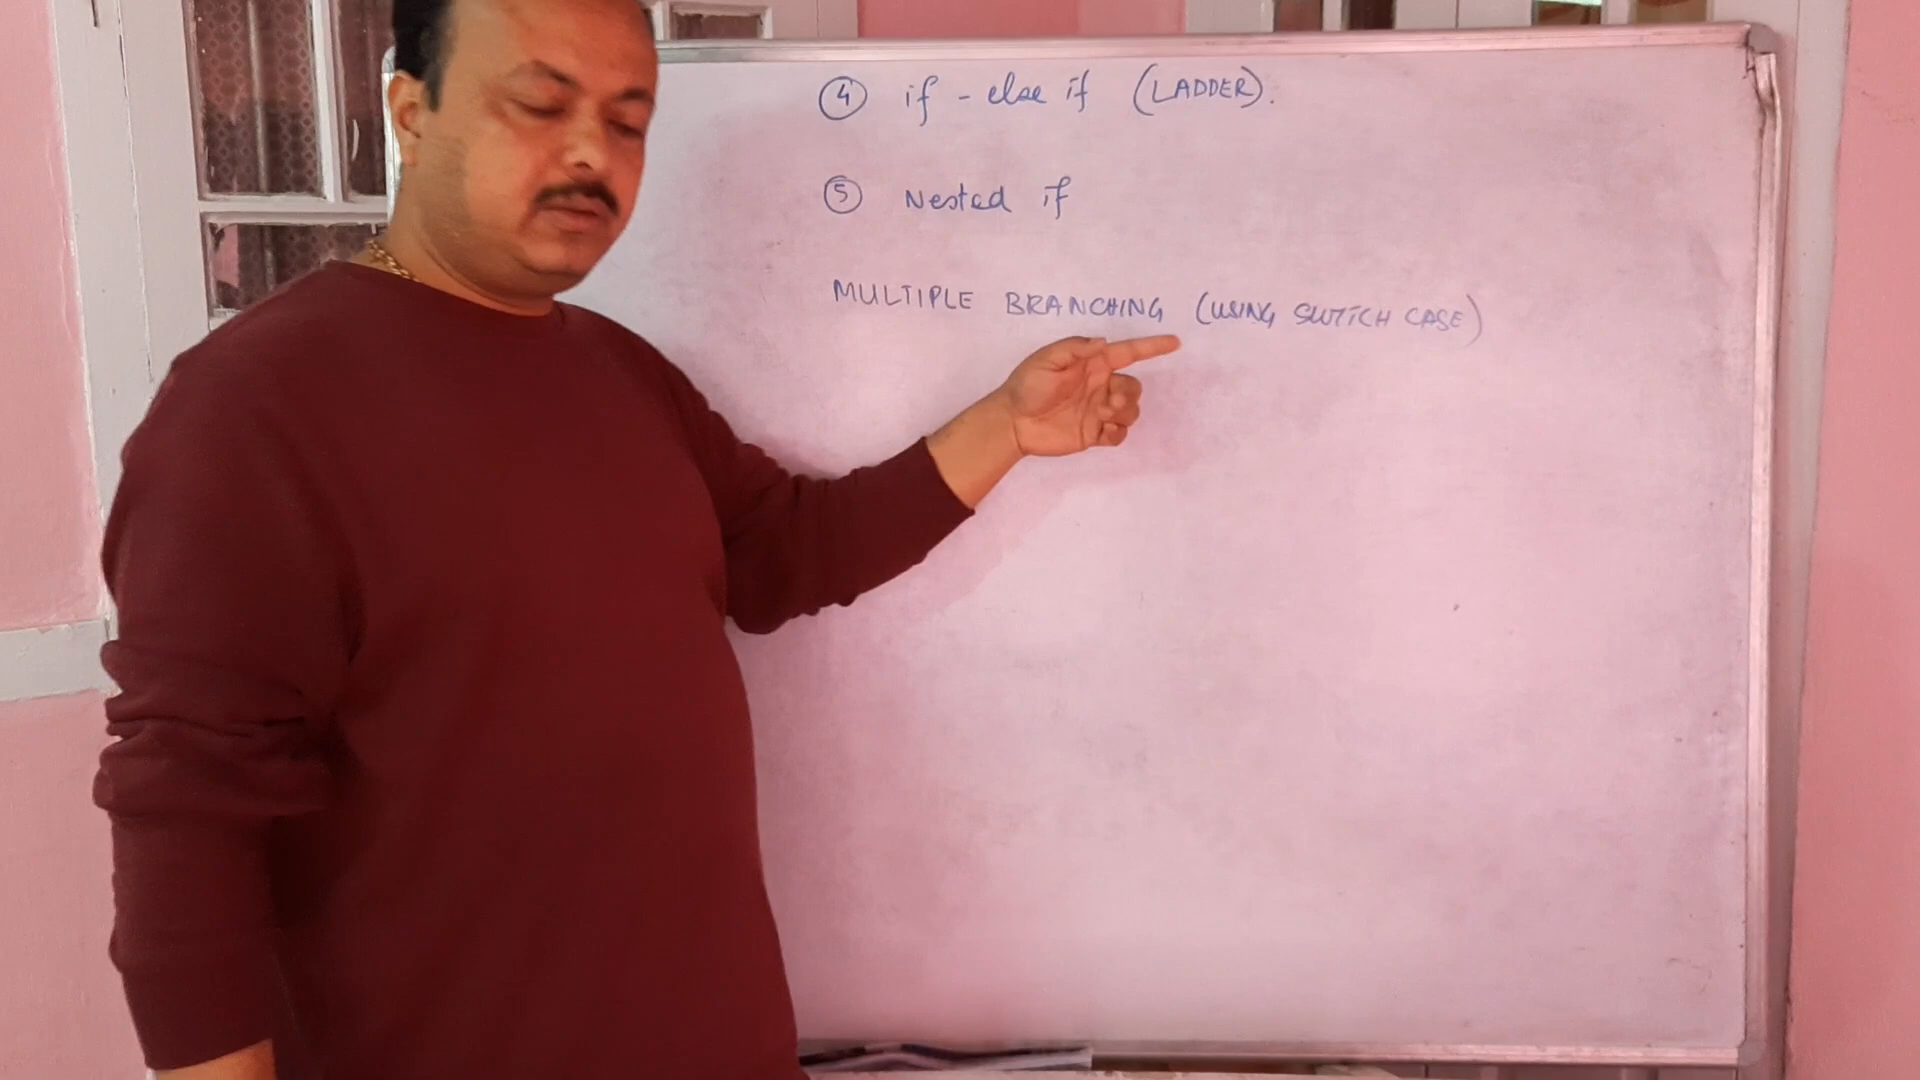 ④ if - else if (LADDER).
⑤ Nested if
MULTIPLE BRANCHING (USING SWITCH CASE)